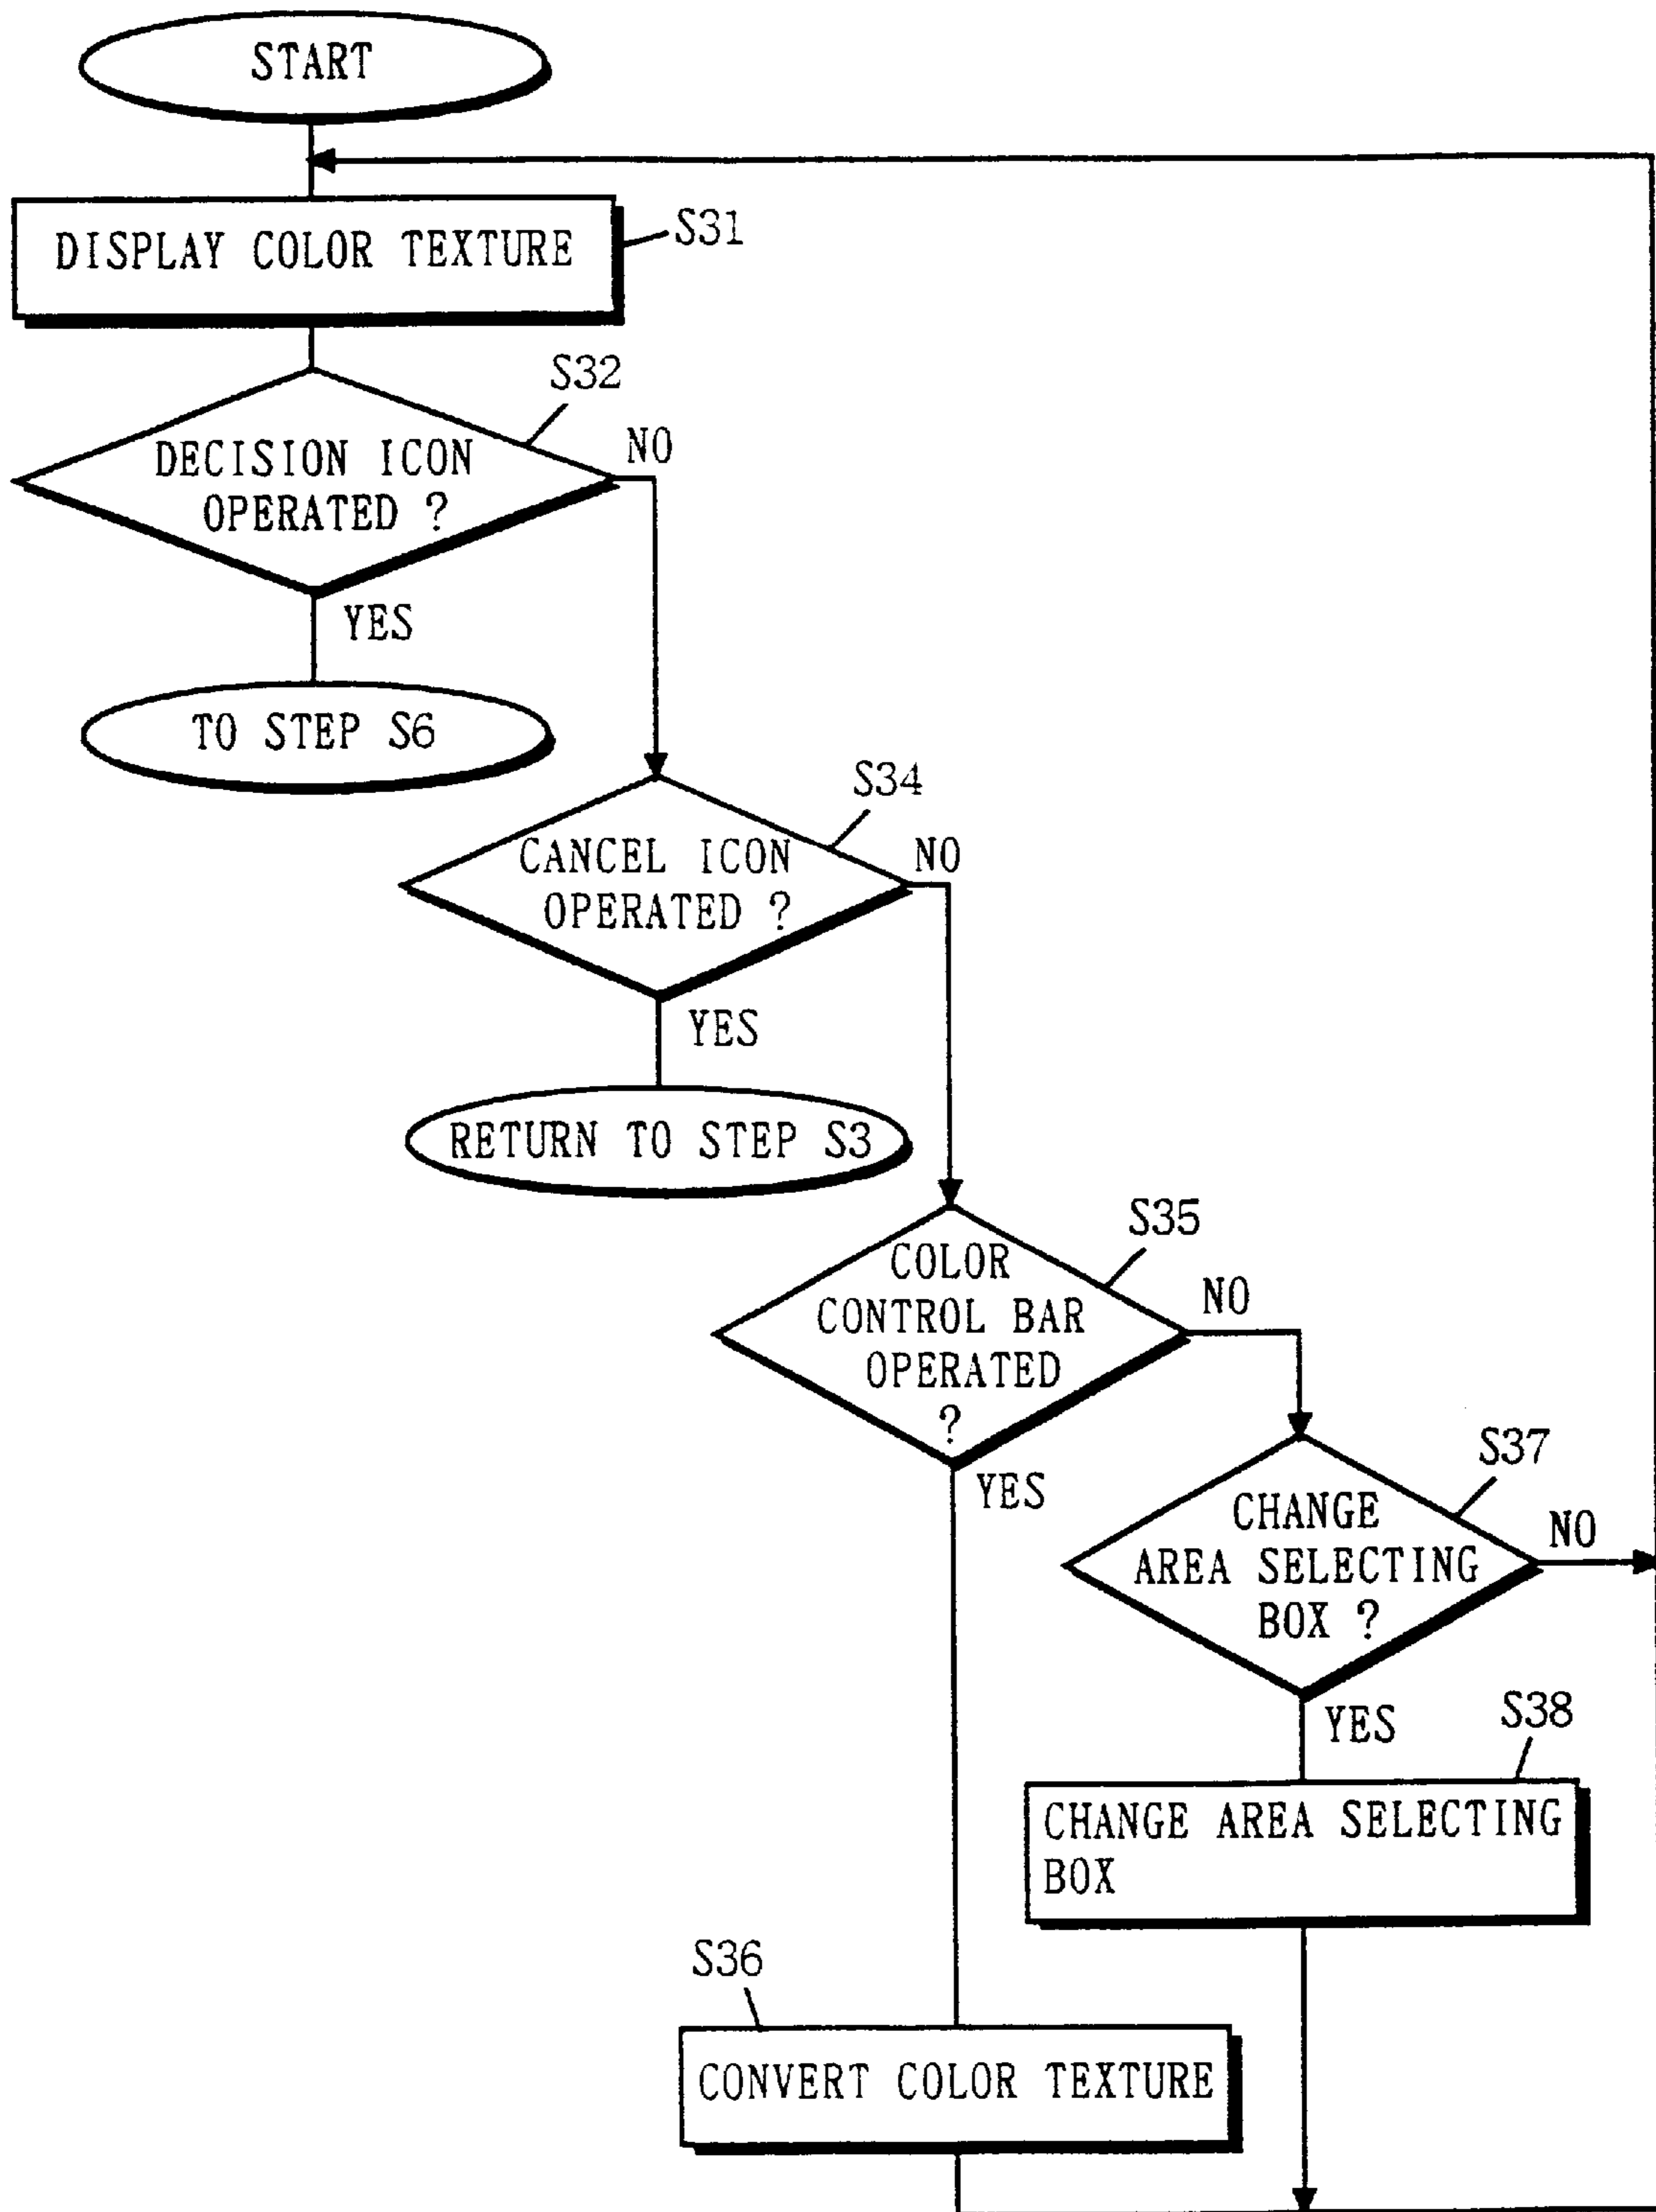 START
DISPLAY COLOR TEXTURE
S31
S32
DECISION ICON
OPERATED ?
NO
YES
TO STEP S6
S34
CANCEL ICON
OPERATED ?
NO
YES
RETURN TO STEP S3
S35
COLOR
CONTROL BAR
OPERATED
?
NO
YES
S37
CHANGE
AREA SELECTING
BOX ?
NO
YES
S38
CHANGE AREA SELECTING
BOX
S36
CONVERT COLOR TEXTURE